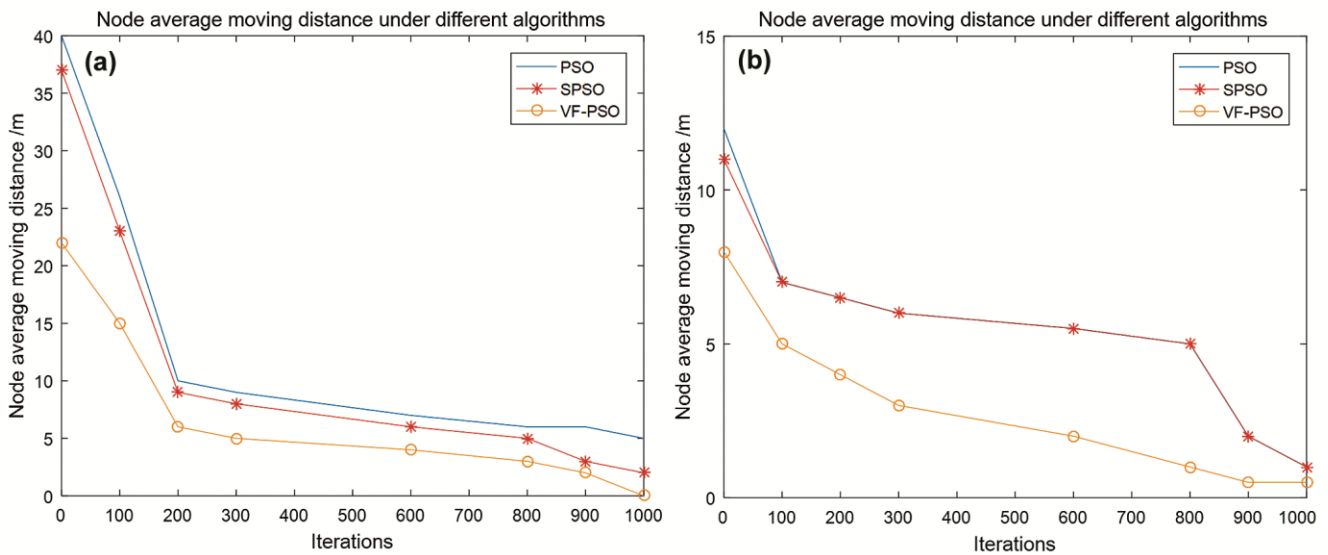 Node average moving distance under different algorithms
(a)
PSO
SPSO
VF-PSO
Node average moving distance /m
40
35
30
25
20
15
10
5
0
0 100 200 300 400 500 600 700 800 900 1000
Iterations
Node average moving distance under different algorithms
(b)
PSO
SPSO
VF-PSO
Node average moving distance /m
15
10
5
0
0 100 200 300 400 500 600 700 800 900 1000
Iterations